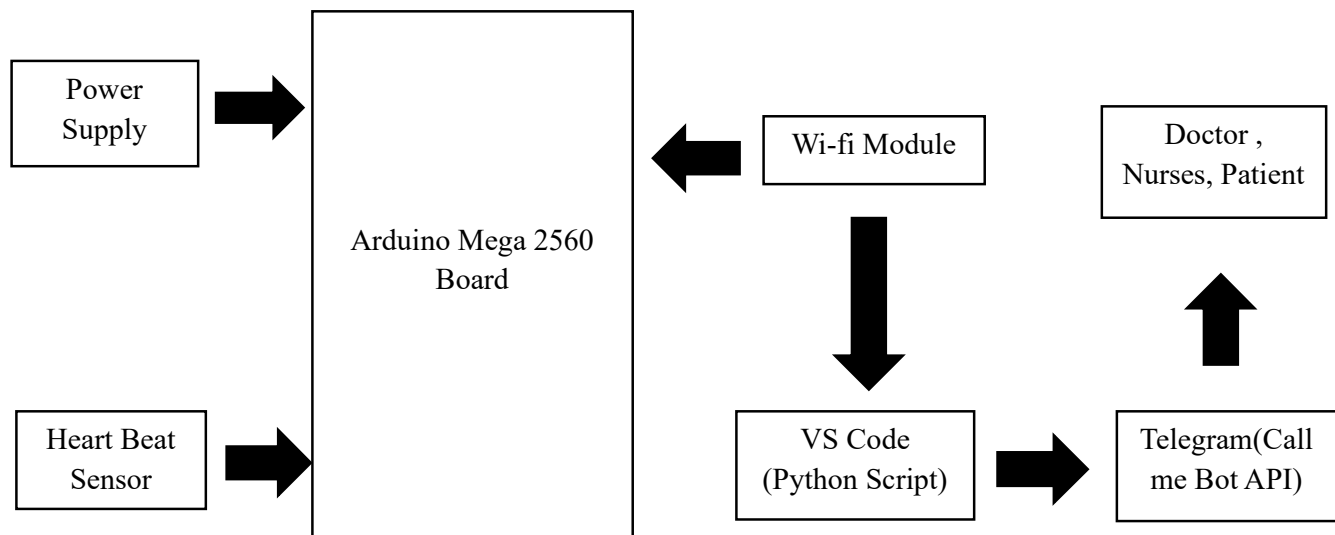 Power
Supply
Heart Beat
Sensor
Arduino Mega 2560
Board
Wi-fi Module
VS Code
(Python Script)
Telegram(Call
me Bot API)
Doctor ,
Nurses, Patient